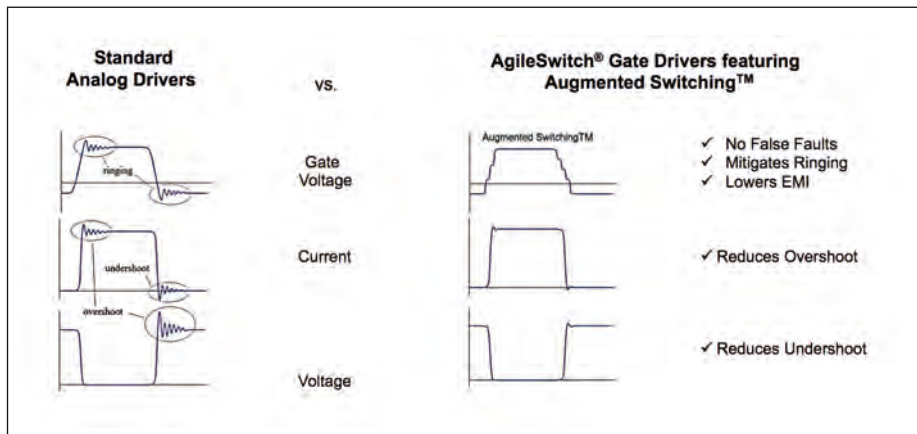 Standard
Analog Drivers
vs.
AgileSwitch® Gate Drivers featuring
Augmented Switching™
ringing
Gate
Voltage
Augmented SwitchingTM
✓ No False Faults
✓ Mitigates Ringing
✓ Lowers EMI
undershoot
overshoot
Current
✓ Reduces Overshoot
Voltage
✓ Reduces Undershoot